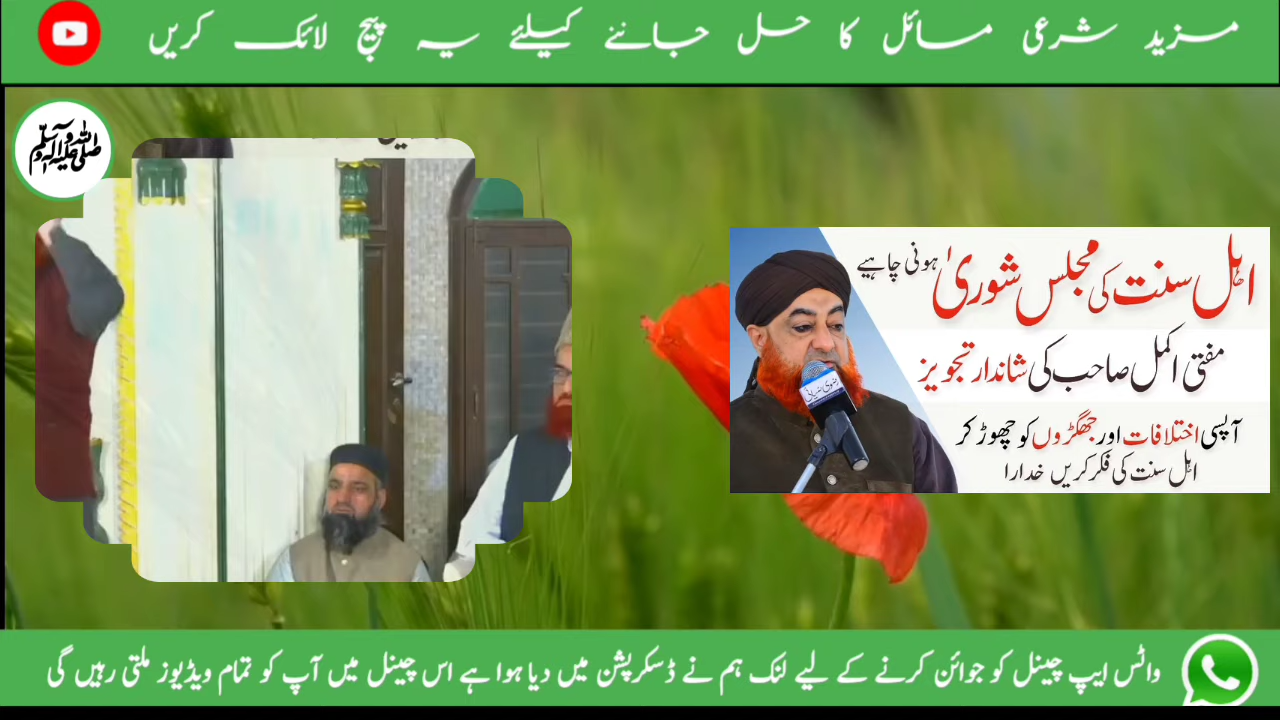 مزید شرعی مسائل کا حل جاننے کیلئے یہ پیج لائک کریں
صلی اللہ علیہ وآلہ وسلم
اہل سنت کی مجلس شوریٰ ہونی چاہیے
مفتی اکمل صاحب کی شاندار تجویز
آپسی اختلافات اور جھگڑوں کو چھوڑ کر
اہل سنت کی فکر کریں خدارا
واٹس ایپ چینل کو جوائن کرنے کے لیے لنک ہم نے ڈسکرپشن میں دیا ہوا ہے اس چینل میں آپ کو تمام ویڈیوز ملتی رہیں گی